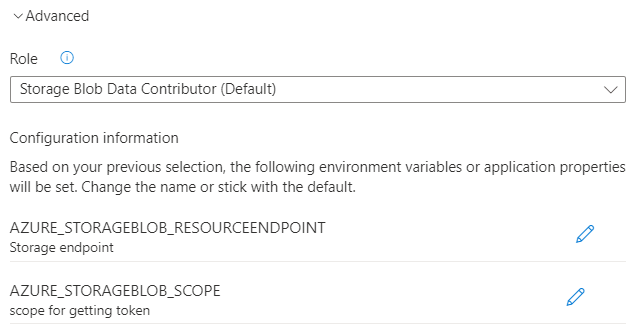 Advanced
Role
Storage Blob Data Contributor (Default)
Configuration information
Based on your previous selection, the following environment variables or application properties
will be set. Change the name or stick with the default.
AZURE_STORAGEBLOB_RESOURCEENDPOINT
Storage endpoint
AZURE_STORAGEBLOB_SCOPE
scope for getting token